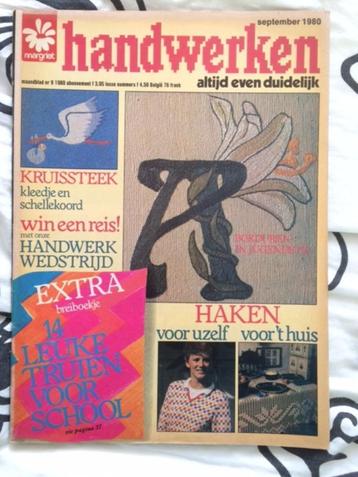 margriet
handwerken
september 1980
altijd even duidelijk
maandblad nr 9 1980 abonnement f 3,95 losse nummers f 4,50 België 76 frank
KRUISSTEEK
kleedje en
schellekoord
win een reis!
met onze
HANDWERK
WEDSTRIJD
BORDUREN
IN JUGENDSTIJL
EXTRA
breiboekje
14
LEUKE
TRUIEN
VOOR
SCHOOL
zie pagina 37
HAKEN
voor uzelf voor 't huis